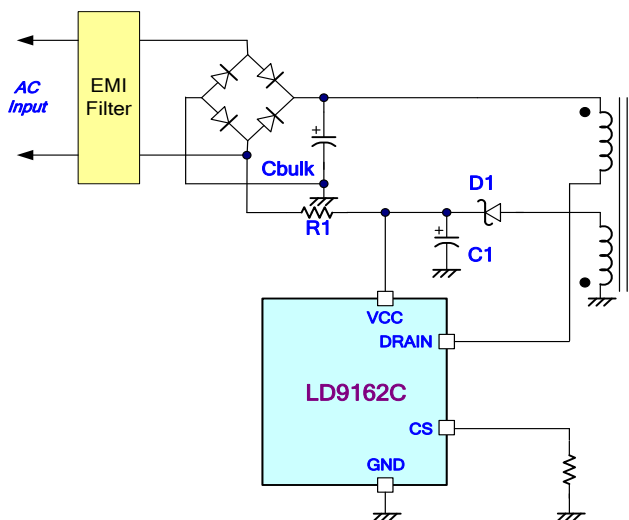 AC
Input
EMI
Filter
+
Cbulk
R1
D1
+
C1
VCC
DRAIN
LD9162C
CS
GND